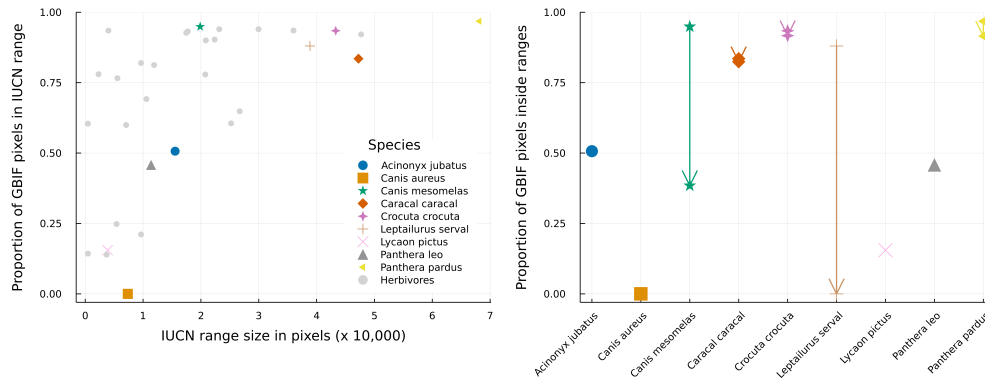 Proportion of GBIF pixels in IUCN range
1.00
0.75
0.50
0.25
0.00
0
1
2
3
4
5
6
7
IUCN range size in pixels (x 10,000)
Species
Acinonyx jubatus
Canis aureus
Canis mesomelas
Caracal caracal
Crocuta crocuta
Leptailurus serval
Lycaon pictus
Panthera leo
Panthera pardus
Herbivores
Proportion of GBIF pixels inside ranges
1.00
0.75
0.50
0.25
0.00
Acinonyx jubatus
Canis aureus
Canis mesomelas
Caracal caracal
Crocuta crocuta
Leptailurus serval
Lycaon pictus
Panthera leo
Panthera pardus